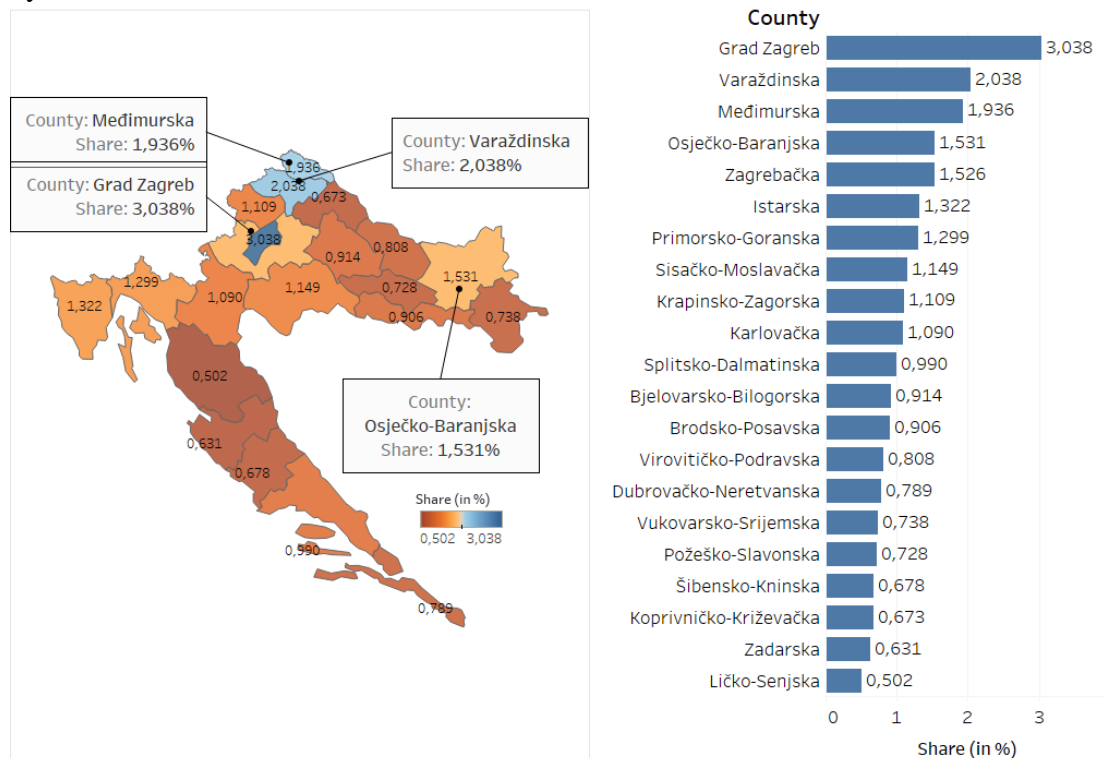 County: Međimurska
Share: 1,936%
County: Grad Zagreb
Share: 3,038%
County: Varaždinska
Share: 2,038%
County:
Osječko-Baranjska
Share: 1,531%
1,936
2,038
0,673
1,109
3,038
0,808
0,914
1,531
1,299
1,322
1,090
1,149
0,728
0,906
0,738
0,502
0,631
0,678
0,990
0,789
Share (in %)
0,502 3,038
County
Grad Zagreb 3,038
Varaždinska 2,038
Međimurska 1,936
Osječko-Baranjska 1,531
Zagrebačka 1,526
Istarska 1,322
Primorsko-Goranska 1,299
Sisačko-Moslavačka 1,149
Krapinsko-Zagorska 1,109
Karlovačka 1,090
Splitsko-Dalmatinska 0,990
Bjelovarsko-Bilogorska 0,914
Brodsko-Posavska 0,906
Virovitičko-Podravska 0,808
Dubrovačko-Neretvanska 0,789
Vukovarsko-Srijemska 0,738
Požeško-Slavonska 0,728
Šibensko-Kninska 0,678
Koprivničko-Križevačka 0,673
Zadarska 0,631
Ličko-Senjska 0,502
0 1 2 3
Share (in %)